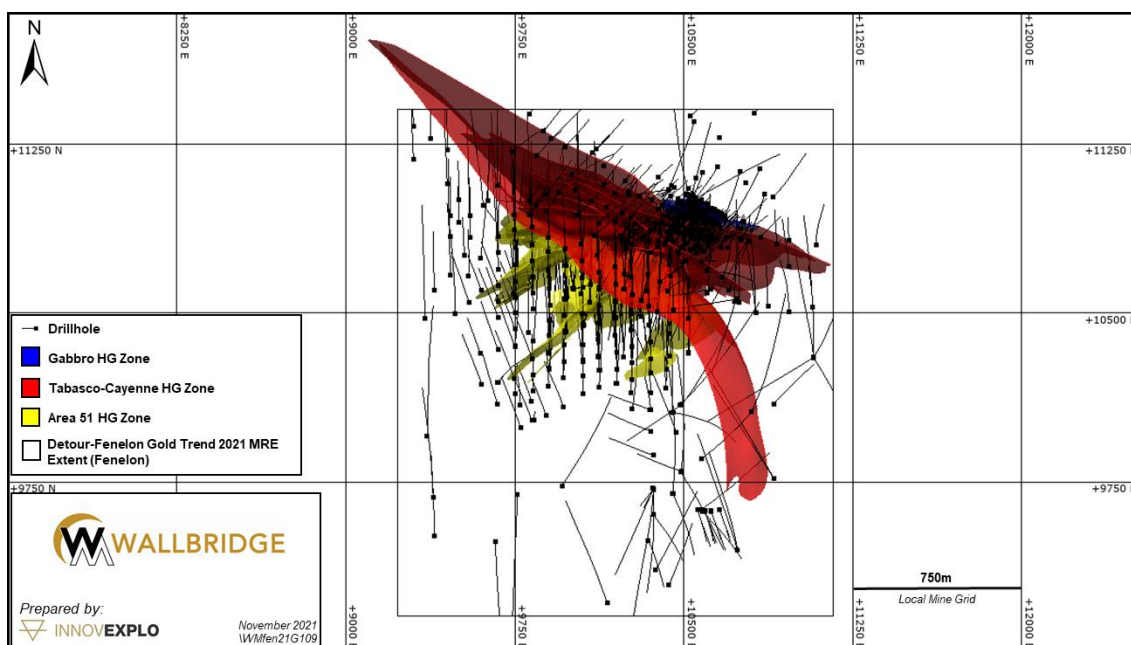 N
+8250 E
+9000 E
+9750 E
+10500 E
+11250 E
+12000 E
+11250 N
+11250
+10500
+9750 N
+9750
Drillhole
Gabbro HG Zone
Tabasco-Cayenne HG Zone
Area 51 HG Zone
Detour-Fenelon Gold Trend 2021 MRE
Extent (Fenelon)
WALLBRIDGE
Prepared by:
INNOVEXPLO
November 2021
\WMfen21G109
750m
Local Mine Grid
+9000 E
+9750 E
+10500 E
+11250 E
+12000 E